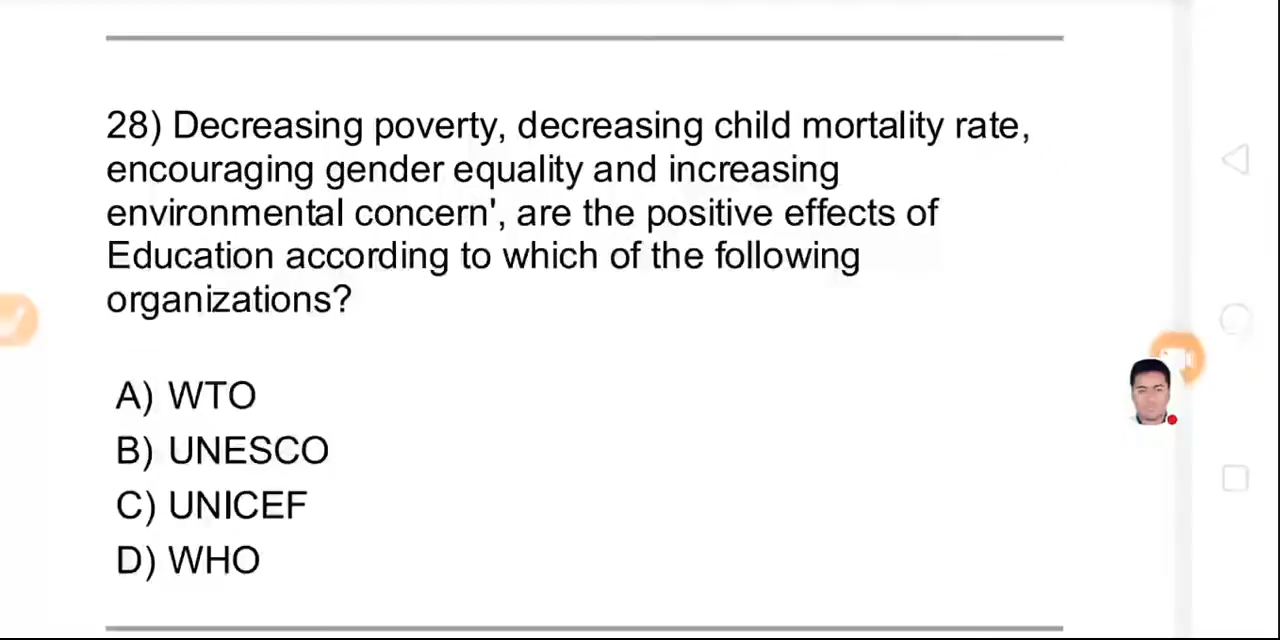 28) Decreasing poverty, decreasing child mortality rate,
encouraging gender equality and increasing
environmental concern', are the positive effects of
Education according to which of the following
organizations?
A) WTO
B) UNESCO
C) UNICEF
D) WHO